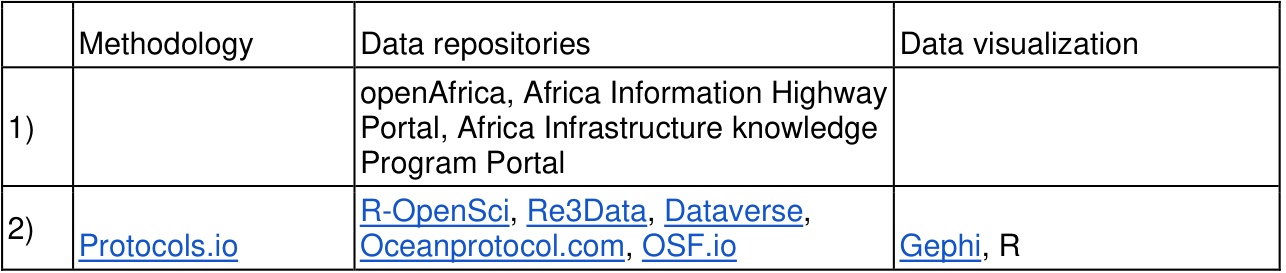 Methodology Data repositories Data visualization
openAfrica, Africa Information Highway
1) Portal, Africa Infrastructure knowledge
Program Portal
R-OpenSci, Re3Data, Dataverse,
2) Protocols.io Oceanprotocol.com, OSF.io Gephi, R